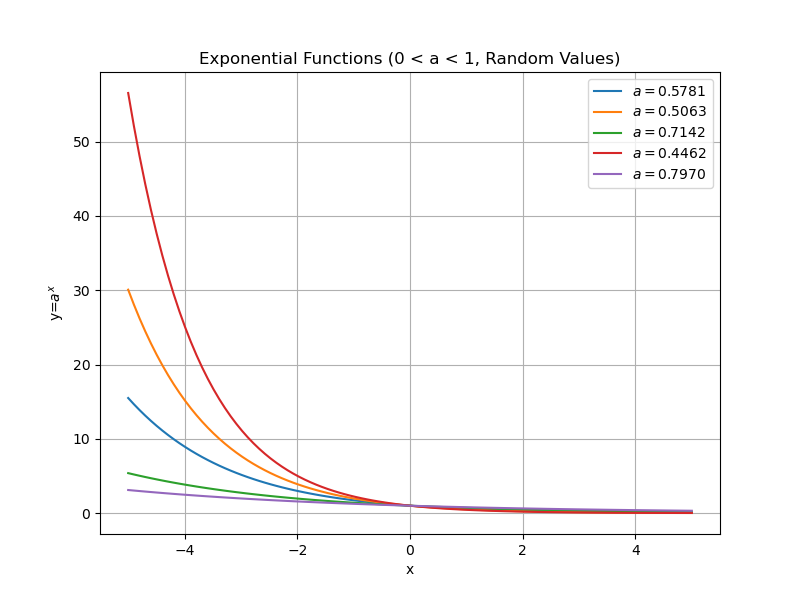 Exponential Functions (0 < a < 1, Random Values)
a = 0.5781
a = 0.5063
a = 0.7142
a = 0.4462
a = 0.7970
50
40
30
20
10
0
y=a^x
−4
−2
0
2
4
x